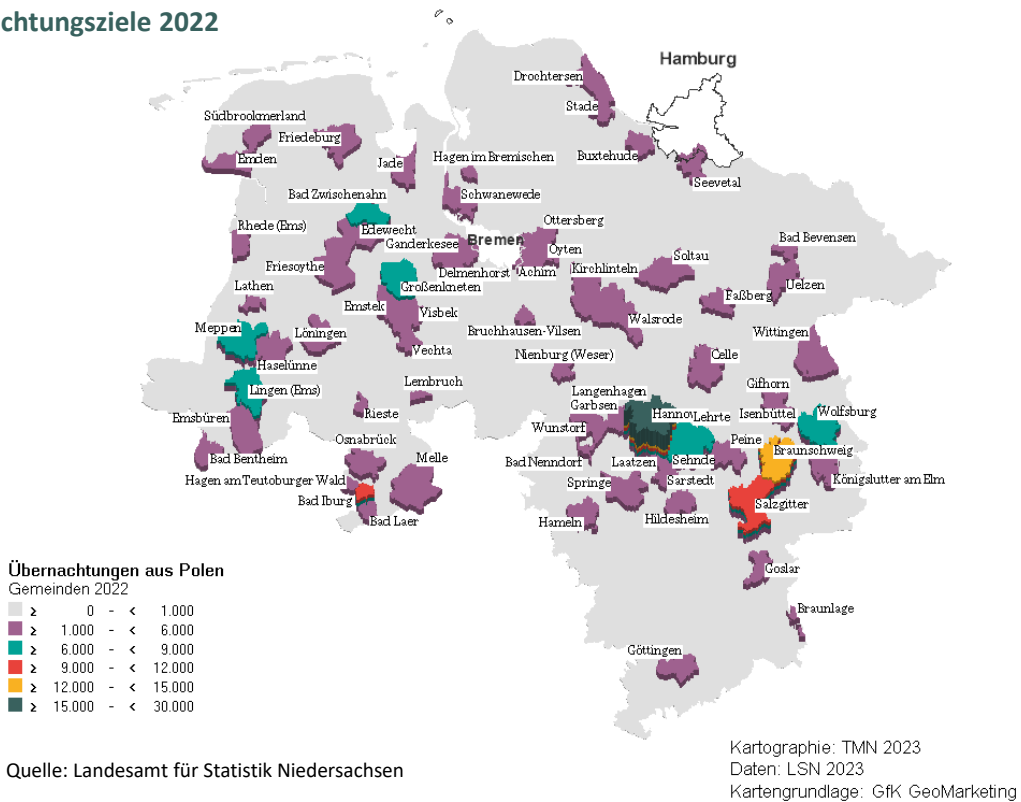 chtungsziele 2022
Hamburg
Drochtersen
Stade
Südbrookmerland
Friedeburg
Buxtehude
Emden
Jade
Hagen im Bremischen
Seevetal
Bad Zwischenahn
Schwanewede
Rhede (Ems)
Edewecht
Ottersberg
Ganderkesee
Bremen
Bad Bevensen
Oyten
Soltau
Friesoythe
Delmenhorst
Achim
Kirchlinteln
Lathen
Großenkneten
Uelzen
Faßberg
Emstek
Visbek
Walsrode
Meppen
Löningen
Bruchhausen-Vilsen
Wittingen
Vechta
Haselünne
Nienburg (Weser)
Celle
Lingen (Ems)
Lembruch
Langenhagen
Gifhorn
Garbsen
Hannov
Lehrte
Isenbüttel
Wolfsburg
Emsbüren
Rieste
Wunstorf
Osnabrück
Peine
Braunschweig
Bad Bentheim
Melle
Bad Nenndorf
Laatzen
Sehnde
Hagen am Teutoburger Wald
Springe
Sarstedt
Königslutter am Elm
Bad Iburg
Salzgitter
Bad Laer
Hameln
Hildesheim
Goslar
Braunlage
Göttingen
Übernachtungen aus Polen
Gemeinden 2022
≥ 0 - < 1.000
≥ 1.000 - < 6.000
≥ 6.000 - < 9.000
≥ 9.000 - < 12.000
≥ 12.000 - < 15.000
≥ 15.000 - < 30.000
Quelle: Landesamt für Statistik Niedersachsen
Kartographie: TMN 2023
Daten: LSN 2023
Kartengrundlage: GfK GeoMarketing